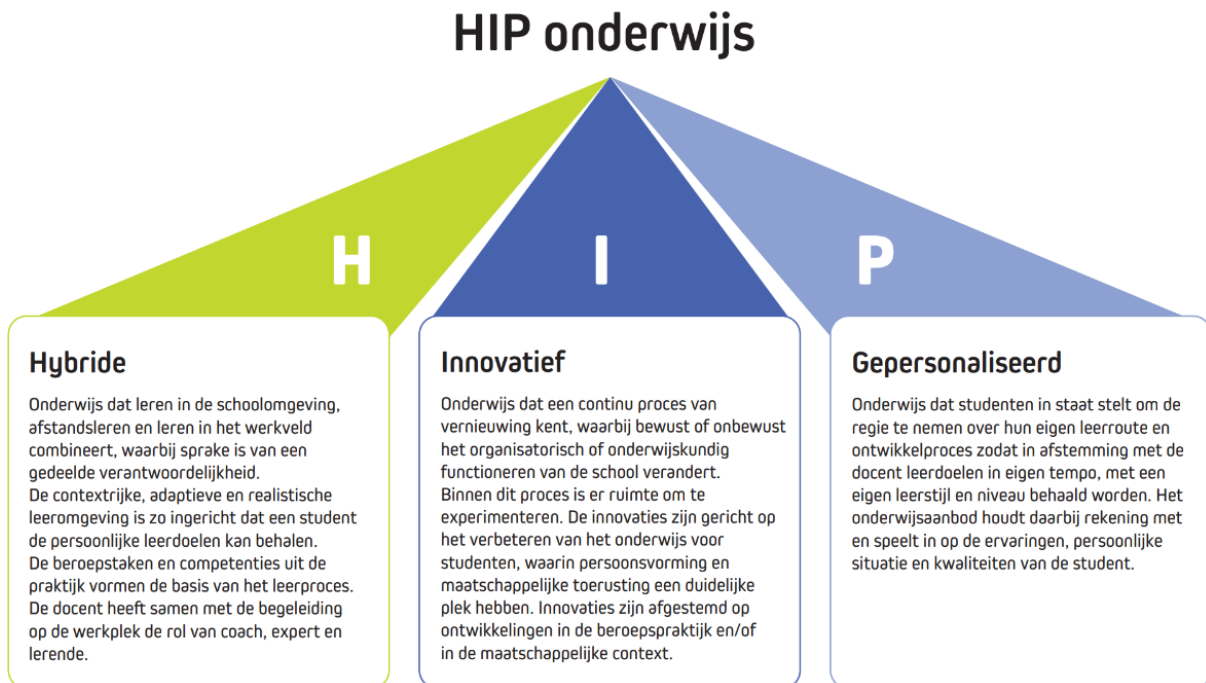 HIP onderwijs
H
I
P
Hybride
Onderwijs dat leren in de schoolomgeving,
afstandsleren en leren in het werkveld
combineert, waarbij sprake is van een
gedeelde verantwoordelijkheid.
De contextrijke, adaptieve en realistische
leeromgeving is zo ingericht dat een student
de persoonlijke leerdoelen kan behalen.
De beroepstaken en competenties uit de
praktijk vormen de basis van het leerproces.
De docent heeft samen met de begeleiding
op de werkplek de rol van coach, expert en
lerende.
Innovatief
Onderwijs dat een continu proces van
vernieuwing kent, waarbij bewust of onbewust
het organisatorisch of onderwijskundig
functioneren van de school verandert.
Binnen dit proces is er ruimte om te
experimenteren. De innovaties zijn gericht op
het verbeteren van het onderwijs voor
studenten, waarin persoonsvorming en
maatschappelijke toerusting een duidelijke
plek hebben. Innovaties zijn afgestemd op
ontwikkelingen in de beroepspraktijk en/of
in de maatschappelijke context.
Gepersonaliseerd
Onderwijs dat studenten in staat stelt om de
regie te nemen over hun eigen leerroute en
ontwikkelproces zodat in afstemming met de
docent leerdoelen in eigen tempo, met een
eigen leerstijl en niveau behaald worden. Het
onderwijsaanbod houdt daarbij rekening met
en speelt in op de ervaringen, persoonlijke
situatie en kwaliteiten van de student.